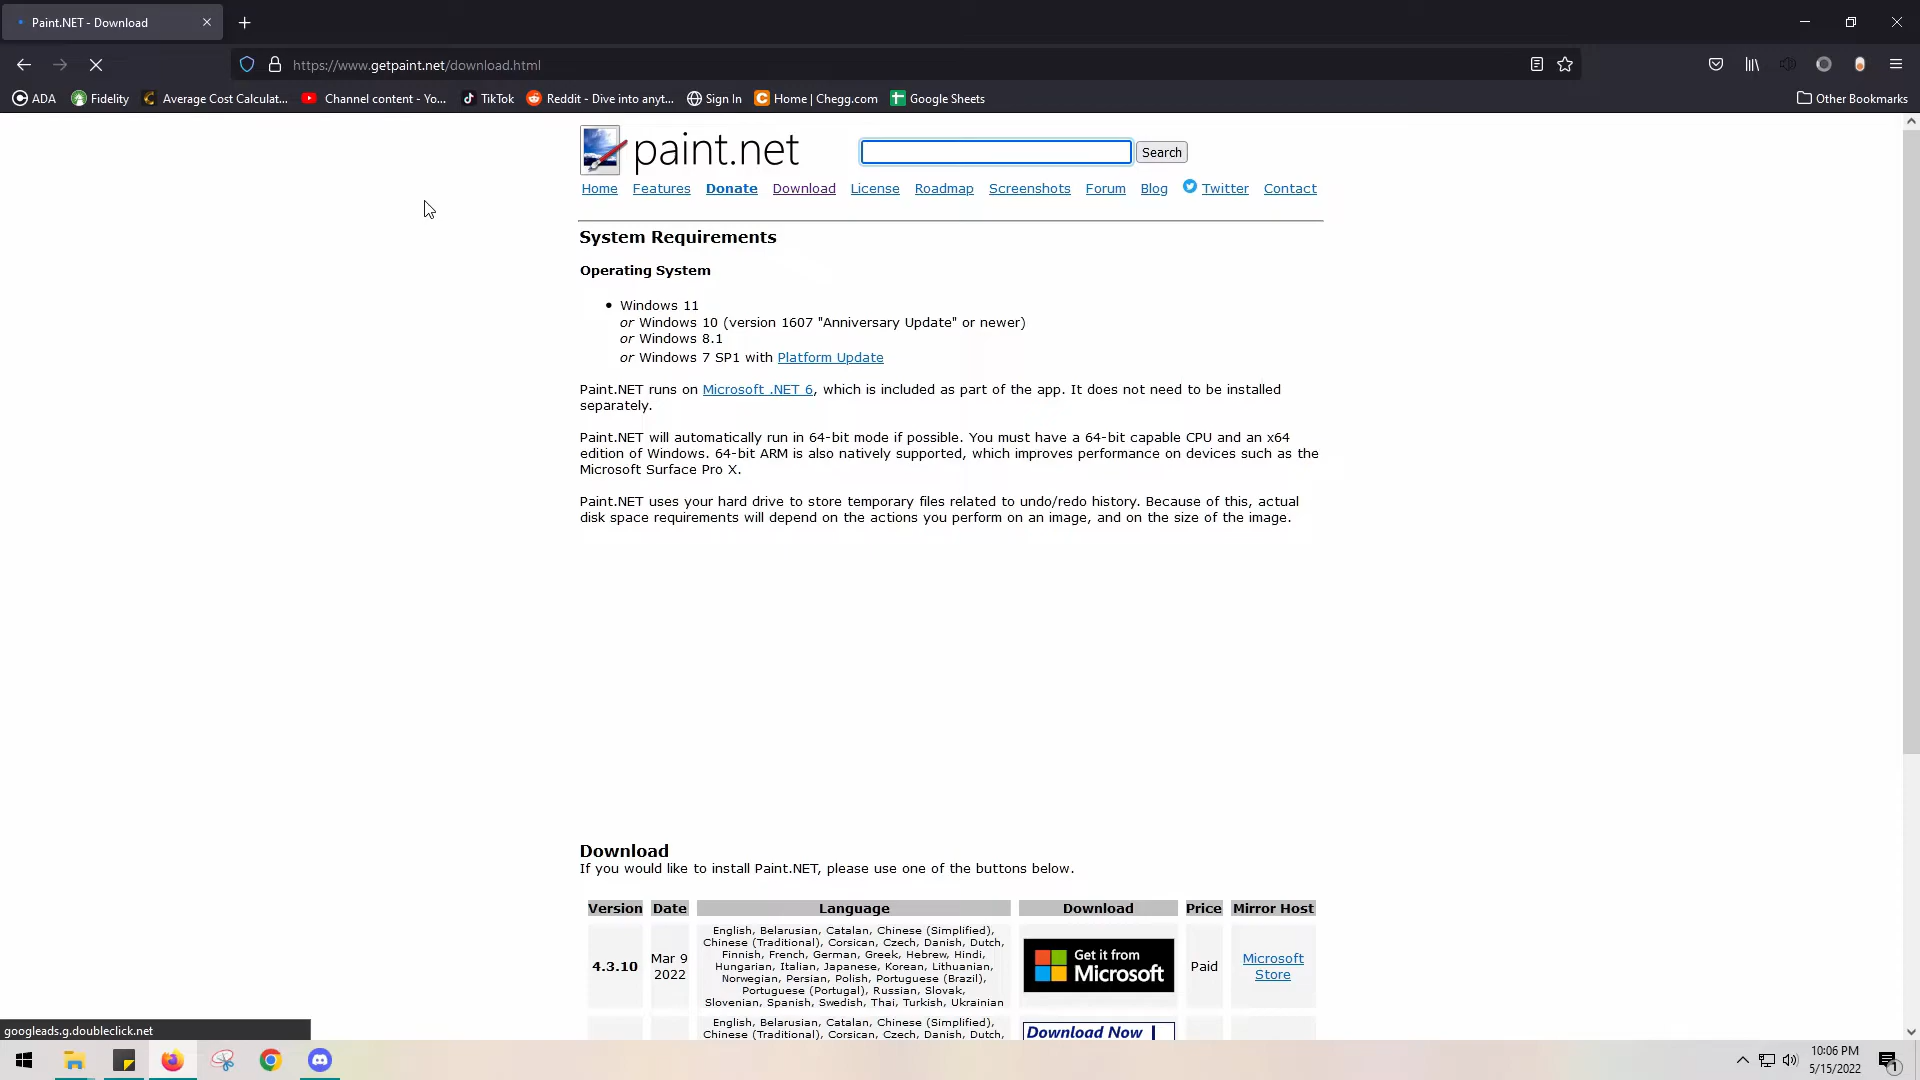 Paint.NET - Download
https://www.getpaint.net/download.html
ADA Fidelity Average Cost Calculat... Channel content - Yo... TikTok Reddit - Dive into anyt... Sign In Home | Chegg.com Google Sheets Other Bookmarks
paint.net Search
Home Features Donate Download License Roadmap Screenshots Forum Blog Twitter Contact
System Requirements
Operating System
Windows 11
or Windows 10 (version 1607 "Anniversary Update" or newer)
or Windows 8.1
or Windows 7 SP1 with Platform Update
Paint.NET runs on Microsoft .NET 6, which is included as part of the app. It does not need to be installed
separately.
Paint.NET will automatically run in 64-bit mode if possible. You must have a 64-bit capable CPU and an x64
edition of Windows. 64-bit ARM is also natively supported, which improves performance on devices such as the
Microsoft Surface Pro X.
Paint.NET uses your hard drive to store temporary files related to undo/redo history. Because of this, actual
disk space requirements will depend on the actions you perform on an image, and on the size of the image.
Download
If you would like to install Paint.NET, please use one of the buttons below.
Version Date Language Download Price Mirror Host
English, Belarusian, Catalan, Chinese (Simplified),
Chinese (Traditional), Corsican, Czech, Danish, Dutch,
Finnish, French, German, Greek, Hebrew, Hindi,
Hungarian, Italian, Japanese, Korean, Lithuanian,
Norwegian, Persian, Polish, Portuguese (Brazil),
Portuguese (Portugal), Russian, Slovak,
Slovenian, Spanish, Swedish, Thai, Turkish, Ukrainian
4.3.10
Mar 9
2022
Get it from
Microsoft
Paid
Microsoft
Store
English, Belarusian, Catalan, Chinese (Simplified),
Chinese (Traditional), Corsican, Czech, Danish, Dutch,
Download Now
googleads.g.doubleclick.net
10:06 PM
5/15/2022
1